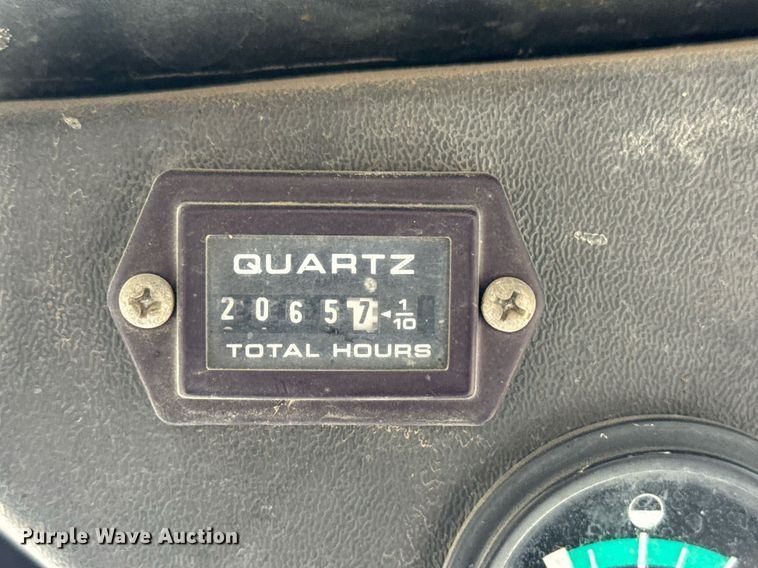 QUARTZ
20657 ◄ 1/10
TOTAL HOURS
Purple Wave Auction